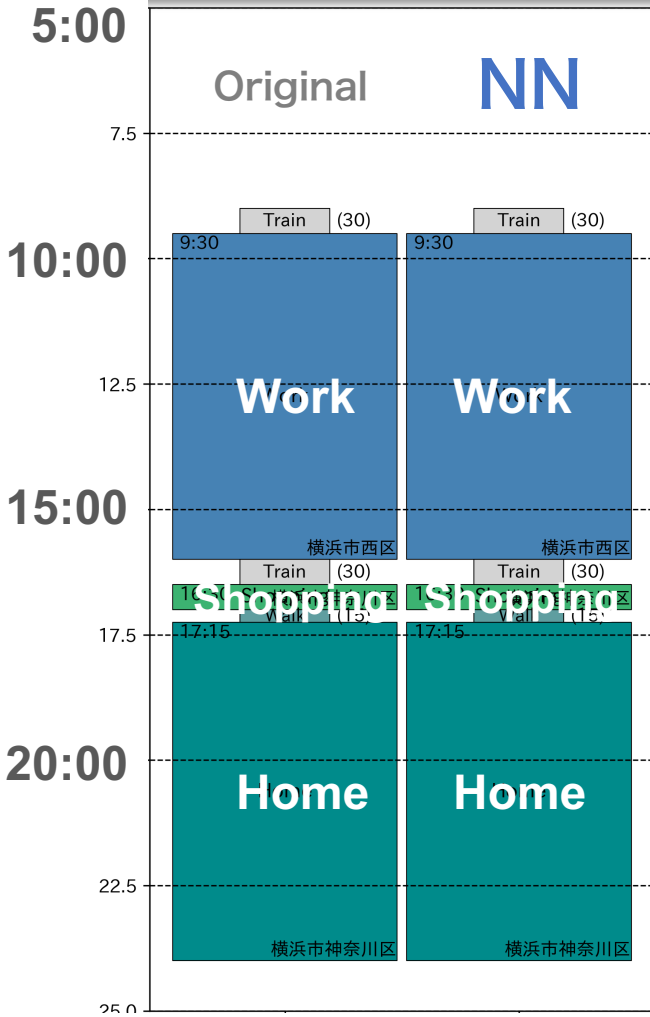 5:00
Original NN
7.5
Train (30) Train (30)
9:30 9:30
10:00
12.5
Work Work
15:00
横浜市西区 横浜市西区
Train (30) Train (30)
Shopping Shopping
Walk (15) Walk (15)
17:15 17:15
17.5
20:00
Home Home
22.5
横浜市神奈川区 横浜市神奈川区
25.0